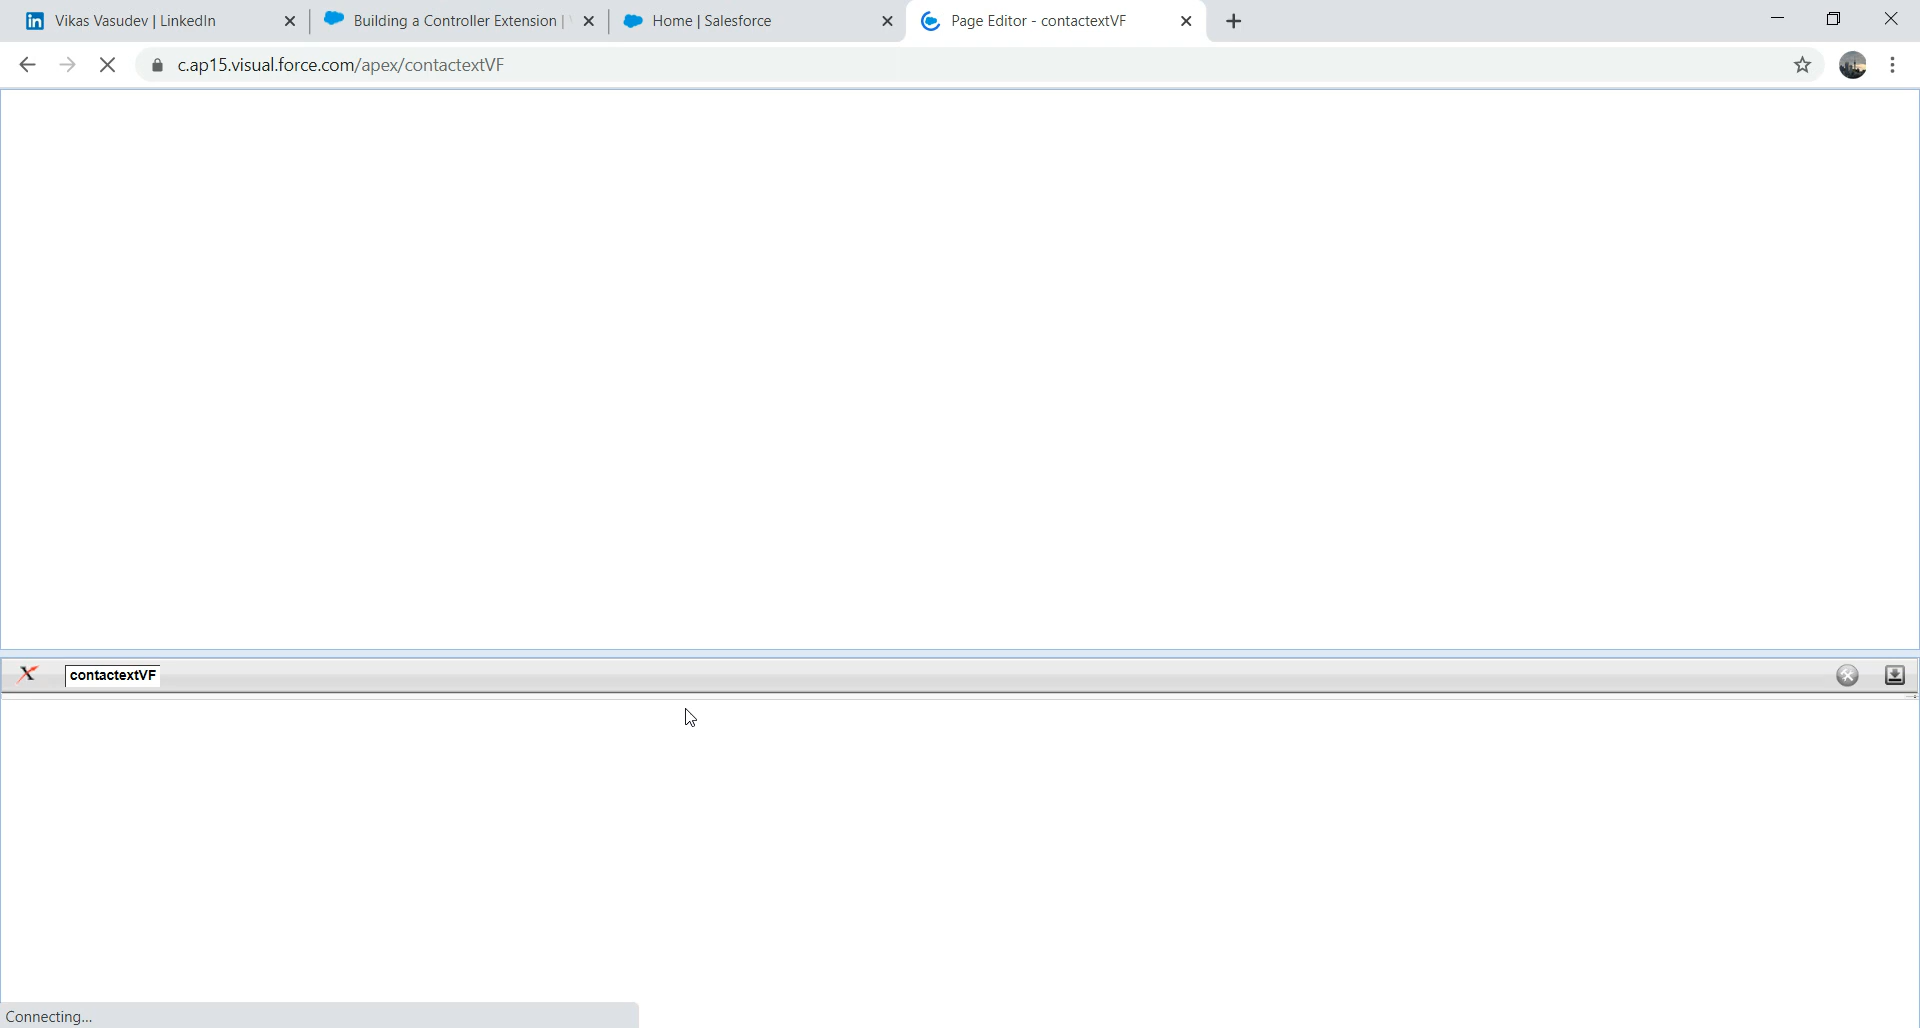 Vikas Vasudev | LinkedIn
Building a Controller Extension |
Home | Salesforce
Page Editor - contactextVF
c.ap15.visual.force.com/apex/contactextVF
contactextVF
Connecting...